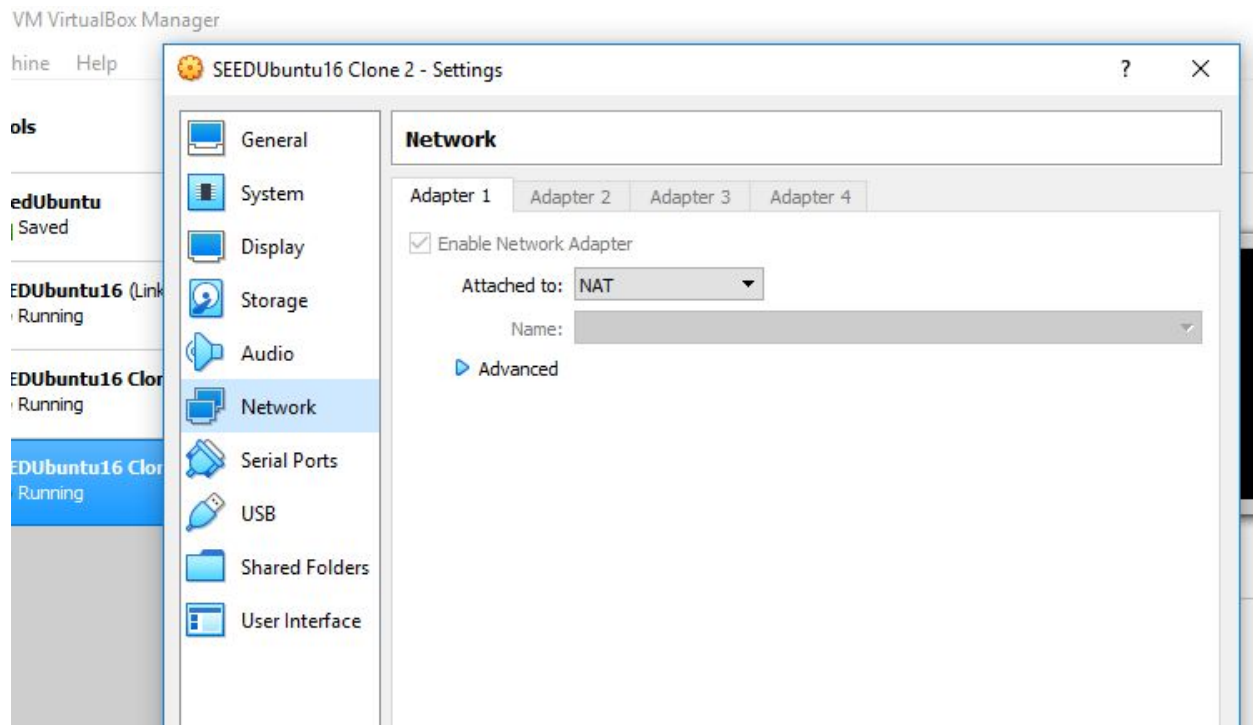 VM VirtualBox Manager
hine Help
ols
edUbuntu
Saved
EDUbuntu16 (Link
Running
EDUbuntu16 Clor
Running
EDUbuntu16 Clor
Running
SEEDUbuntu16 Clone 2 - Settings ? X
General
System
Display
Storage
Audio
Network
Serial Ports
USB
Shared Folders
User Interface
Network
Adapter 1 Adapter 2 Adapter 3 Adapter 4
Enable Network Adapter
Attached to: NAT
Name:
Advanced